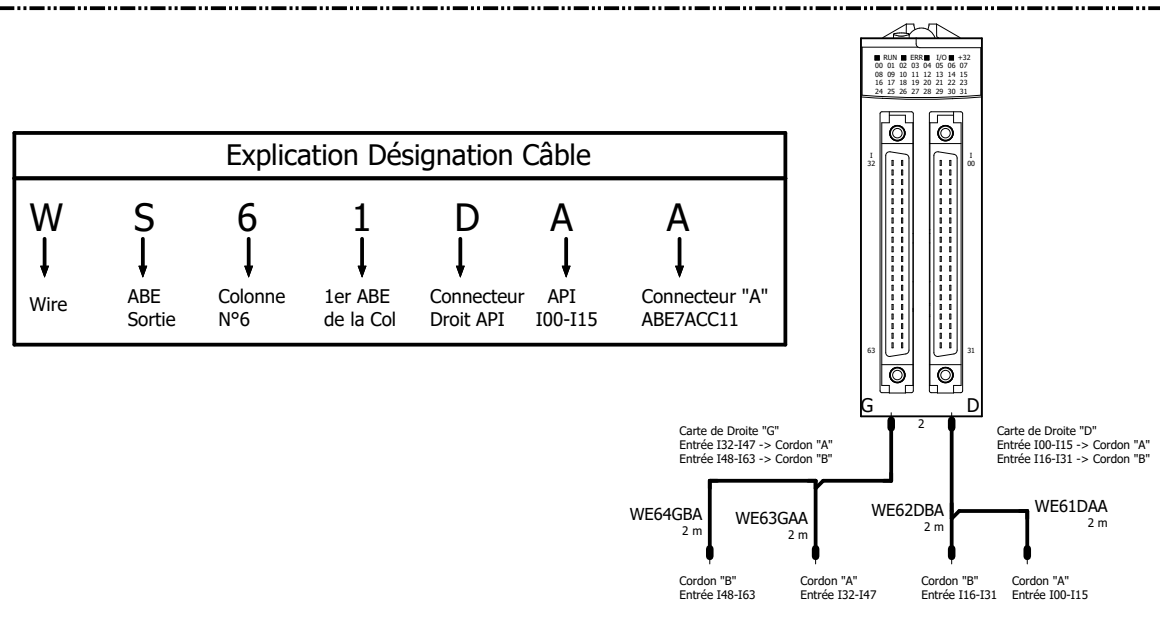 RUN ERR I/O +32
00 01 02 03 04 05 06 07
08 09 10 11 12 13 14 15
16 17 18 19 20 21 22 23
24 25 26 27 28 29 30 31
Explication Désignation Câble
W S 6 1 D A A
Wire
ABE
Sortie
Colonne
N°6
1er ABE
de la Col
Connecteur
Droit API
API
I00-I15
Connecteur "A"
ABE7ACC11
I
32
I
00
63
31
G
D
2
Carte de Droite "G"
Entrée I32-I47 -> Cordon "A"
Entrée I48-I63 -> Cordon "B"
Carte de Droite "D"
Entrée I00-I15 -> Cordon "A"
Entrée I16-I31 -> Cordon "B"
WE64GBA
2 m
WE63GAA
2 m
WE62DBA
2 m
WE61DAA
2 m
Cordon "B"
Entrée I48-I63
Cordon "A"
Entrée I32-I47
Cordon "B"
Entrée I16-I31
Cordon "A"
Entrée I00-I15